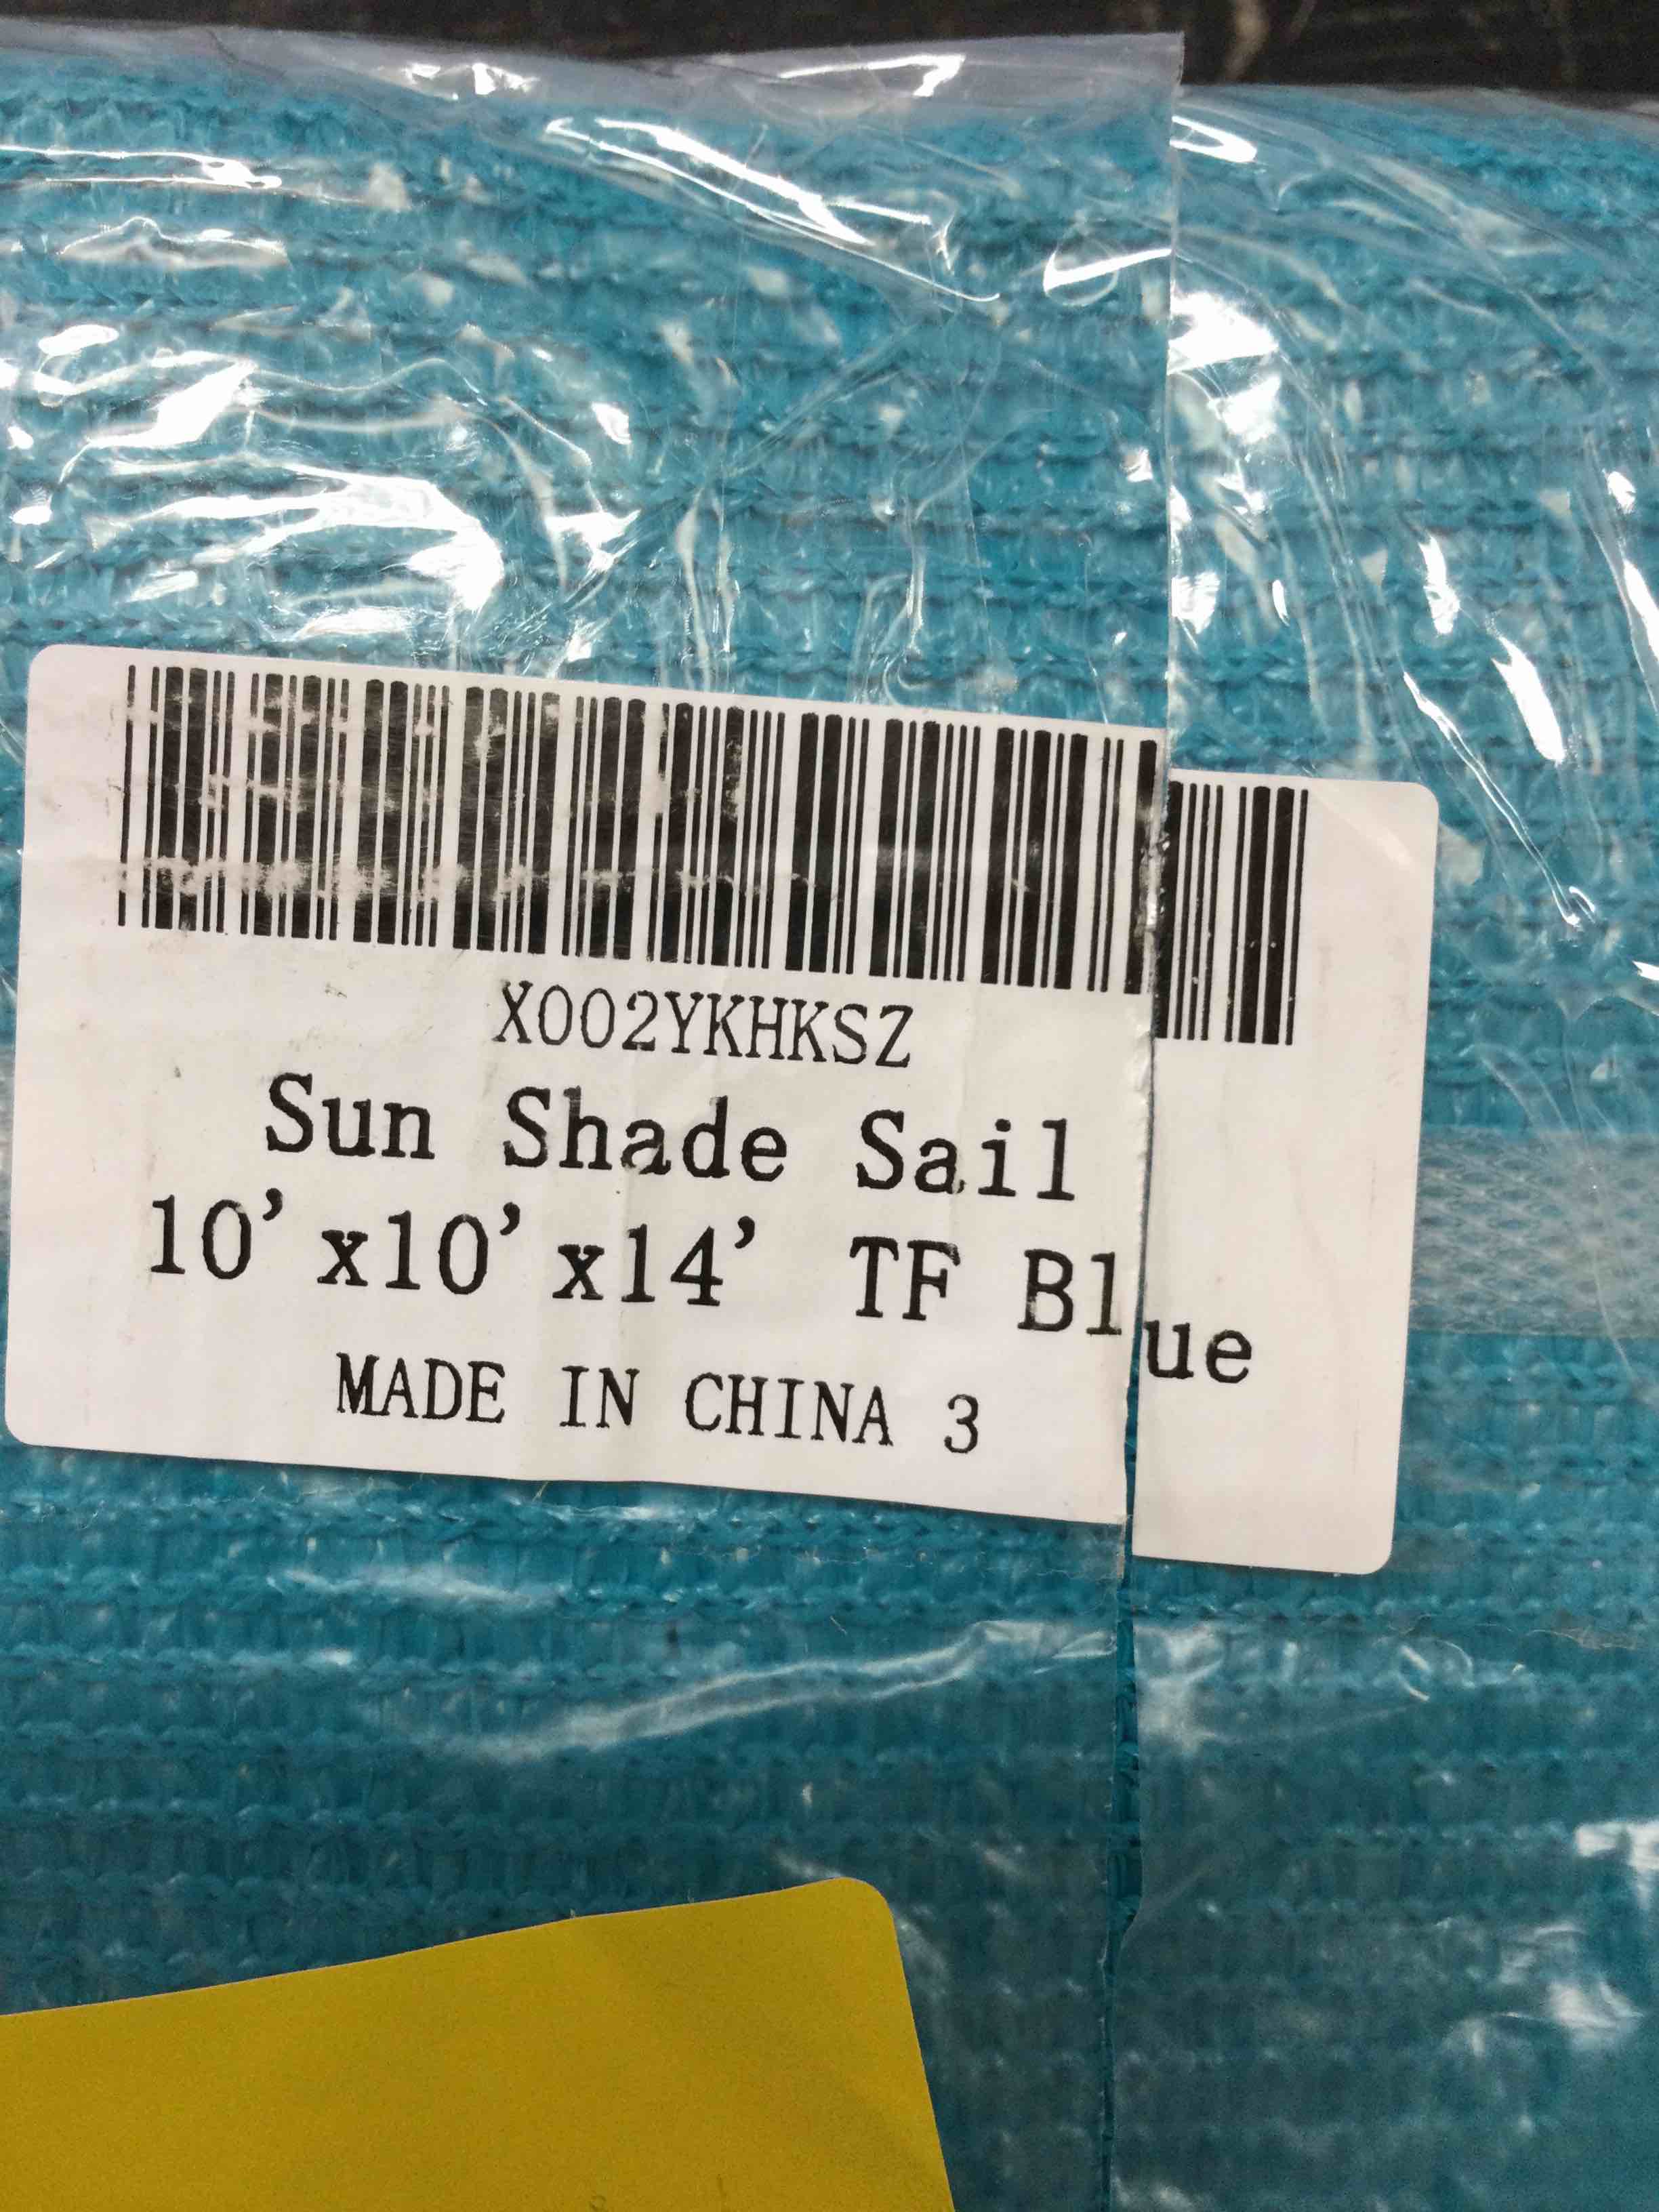 X002YKHKSZ
Sun Shade Sail
10'x10'x14' TF Blue
MADE IN CHINA 3